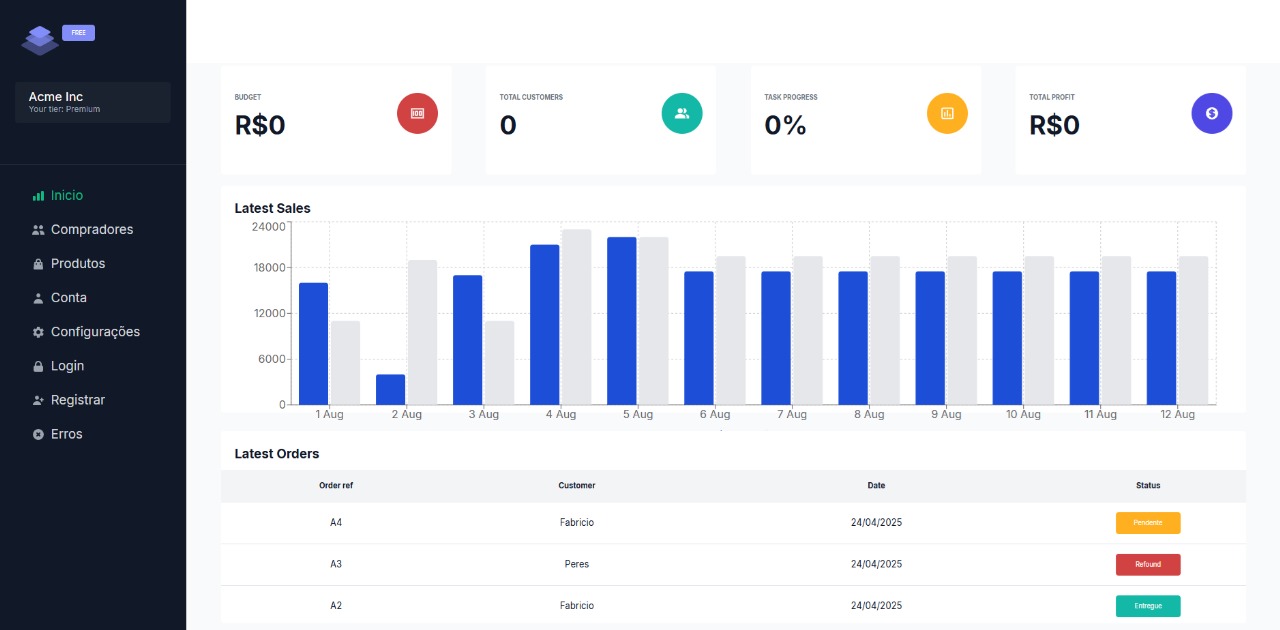 FREE
Acme Inc
Your tier: Premium
Inicio
Compradores
Produtos
Conta
Configurações
Login
Registrar
Erros
BUDGET
R$0
TOTAL CUSTOMERS
0
TASK PROGRESS
0%
TOTAL PROFIT
R$0
Latest Sales
24000
18000
12000
6000
0
1 Aug 2 Aug 3 Aug 4 Aug 5 Aug 6 Aug 7 Aug 8 Aug 9 Aug 10 Aug 11 Aug 12 Aug
Latest Orders
Order ref Customer Date Status
A4 Fabricio 24/04/2025 Pendente
A3 Peres 24/04/2025 Refound
A2 Fabricio 24/04/2025 Entregue